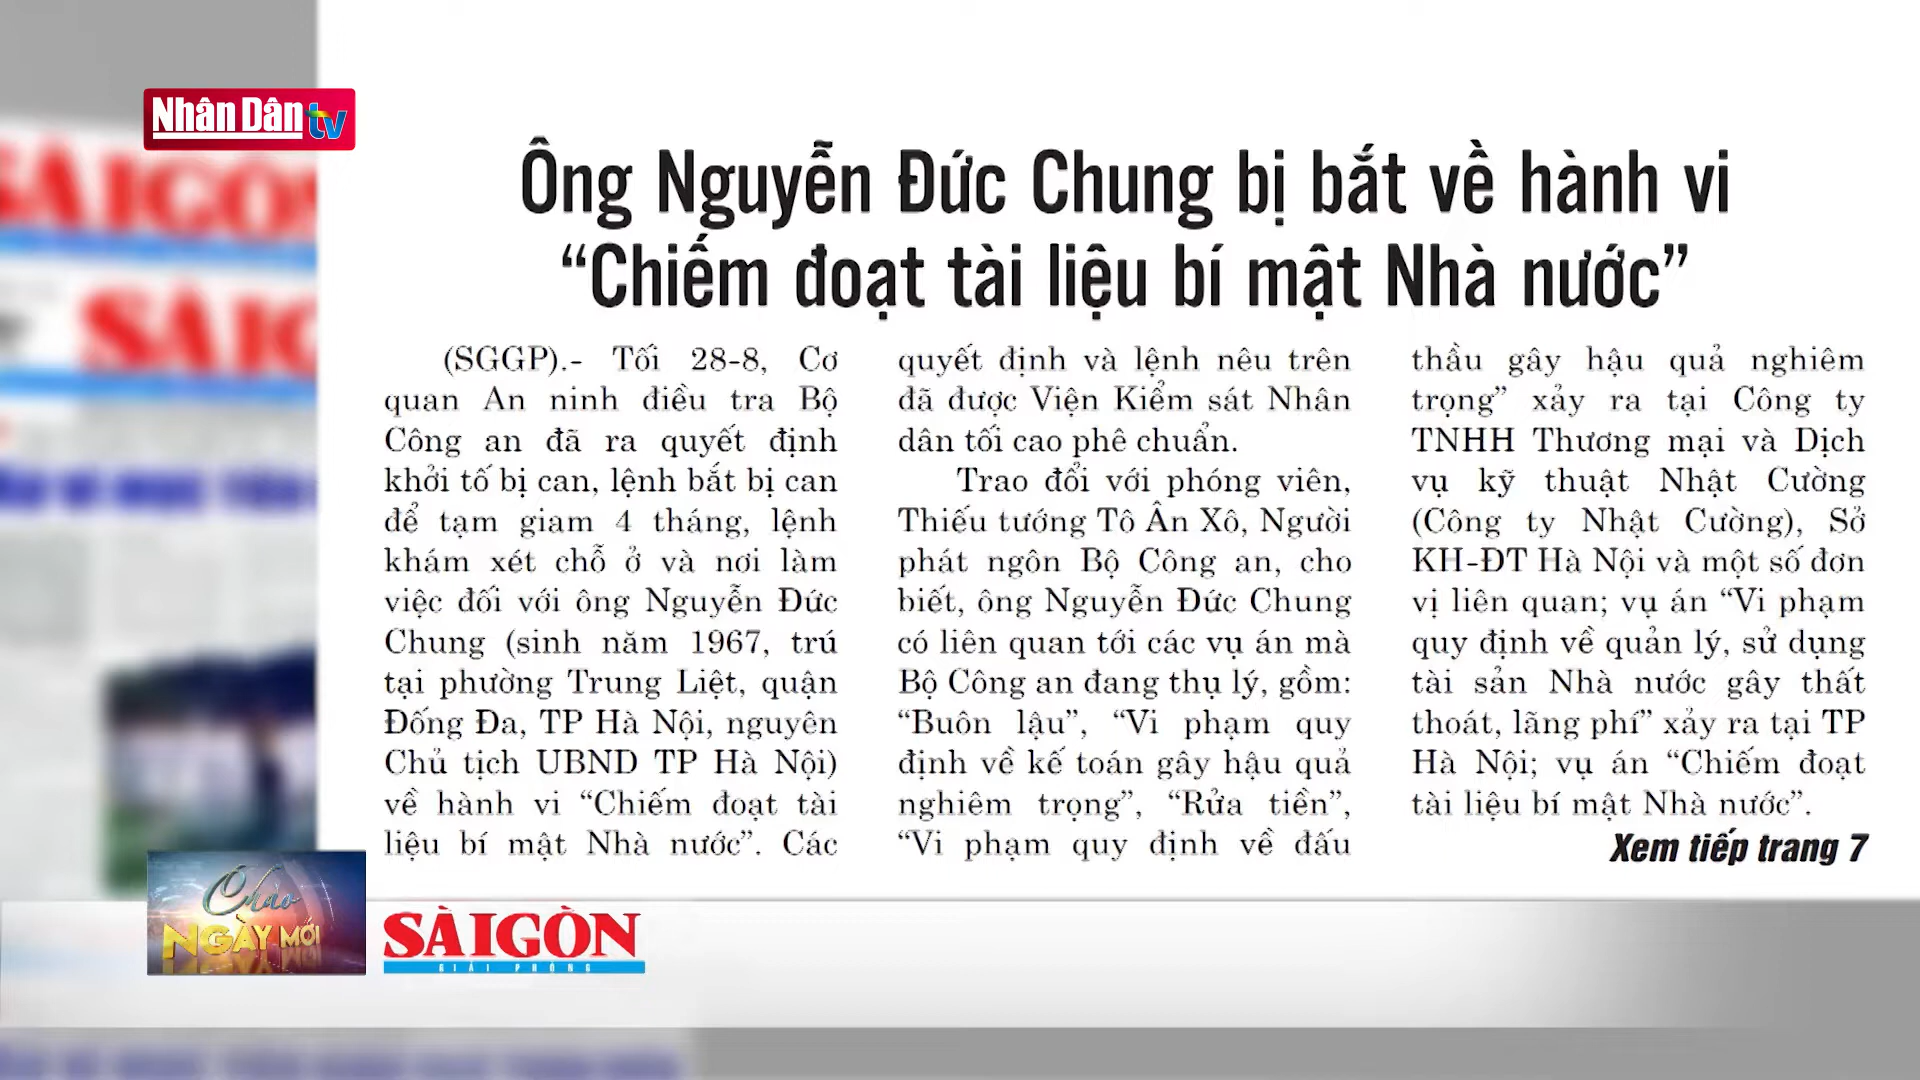 Nhân Dân tv
SÀIGÒN
SÀIG
Ông Nguyễn Đức Chung bị bắt về hành vi
“Chiếm đoạt tài liệu bí mật Nhà nước”
(SGGP).- Tối 28-8, Cơ
quan An ninh điều tra Bộ
Công an đã ra quyết định
khởi tố bị can, lệnh bắt bị can
để tạm giam 4 tháng, lệnh
khám xét chỗ ở và nơi làm
việc đối với ông Nguyễn Đức
Chung (sinh năm 1967, trú
tại phường Trung Liệt, quận
Đống Đa, TP Hà Nội, nguyên
Chủ tịch UBND TP Hà Nội)
về hành vi “Chiếm đoạt tài
liệu bí mật Nhà nước”. Các
quyết định và lệnh nêu trên
đã được Viện Kiểm sát Nhân
dân tối cao phê chuẩn.
Trao đổi với phóng viên,
Thiếu tướng Tô Ân Xô, Người
phát ngôn Bộ Công an, cho
biết, ông Nguyễn Đức Chung
có liên quan tới các vụ án mà
Bộ Công an đang thụ lý, gồm:
“Buôn lậu”, “Vi phạm quy
định về kế toán gây hậu quả
nghiêm trọng”, “Rửa tiền”,
“Vi phạm quy định về đấu
thầu gây hậu quả nghiêm
trọng” xảy ra tại Công ty
TNHH Thương mại và Dịch
vụ kỹ thuật Nhật Cường
(Công ty Nhật Cường), Sở
KH-ĐT Hà Nội và một số đơn
vị liên quan; vụ án “Vi phạm
quy định về quản lý, sử dụng
tài sản Nhà nước gây thất
thoát, lãng phí” xảy ra tại TP
Hà Nội; vụ án “Chiếm đoạt
tài liệu bí mật Nhà nước”.
Xem tiếp trang 7
Chào
NGÀY MỚI
SÀIGÒN
GIẢI PHÓNG